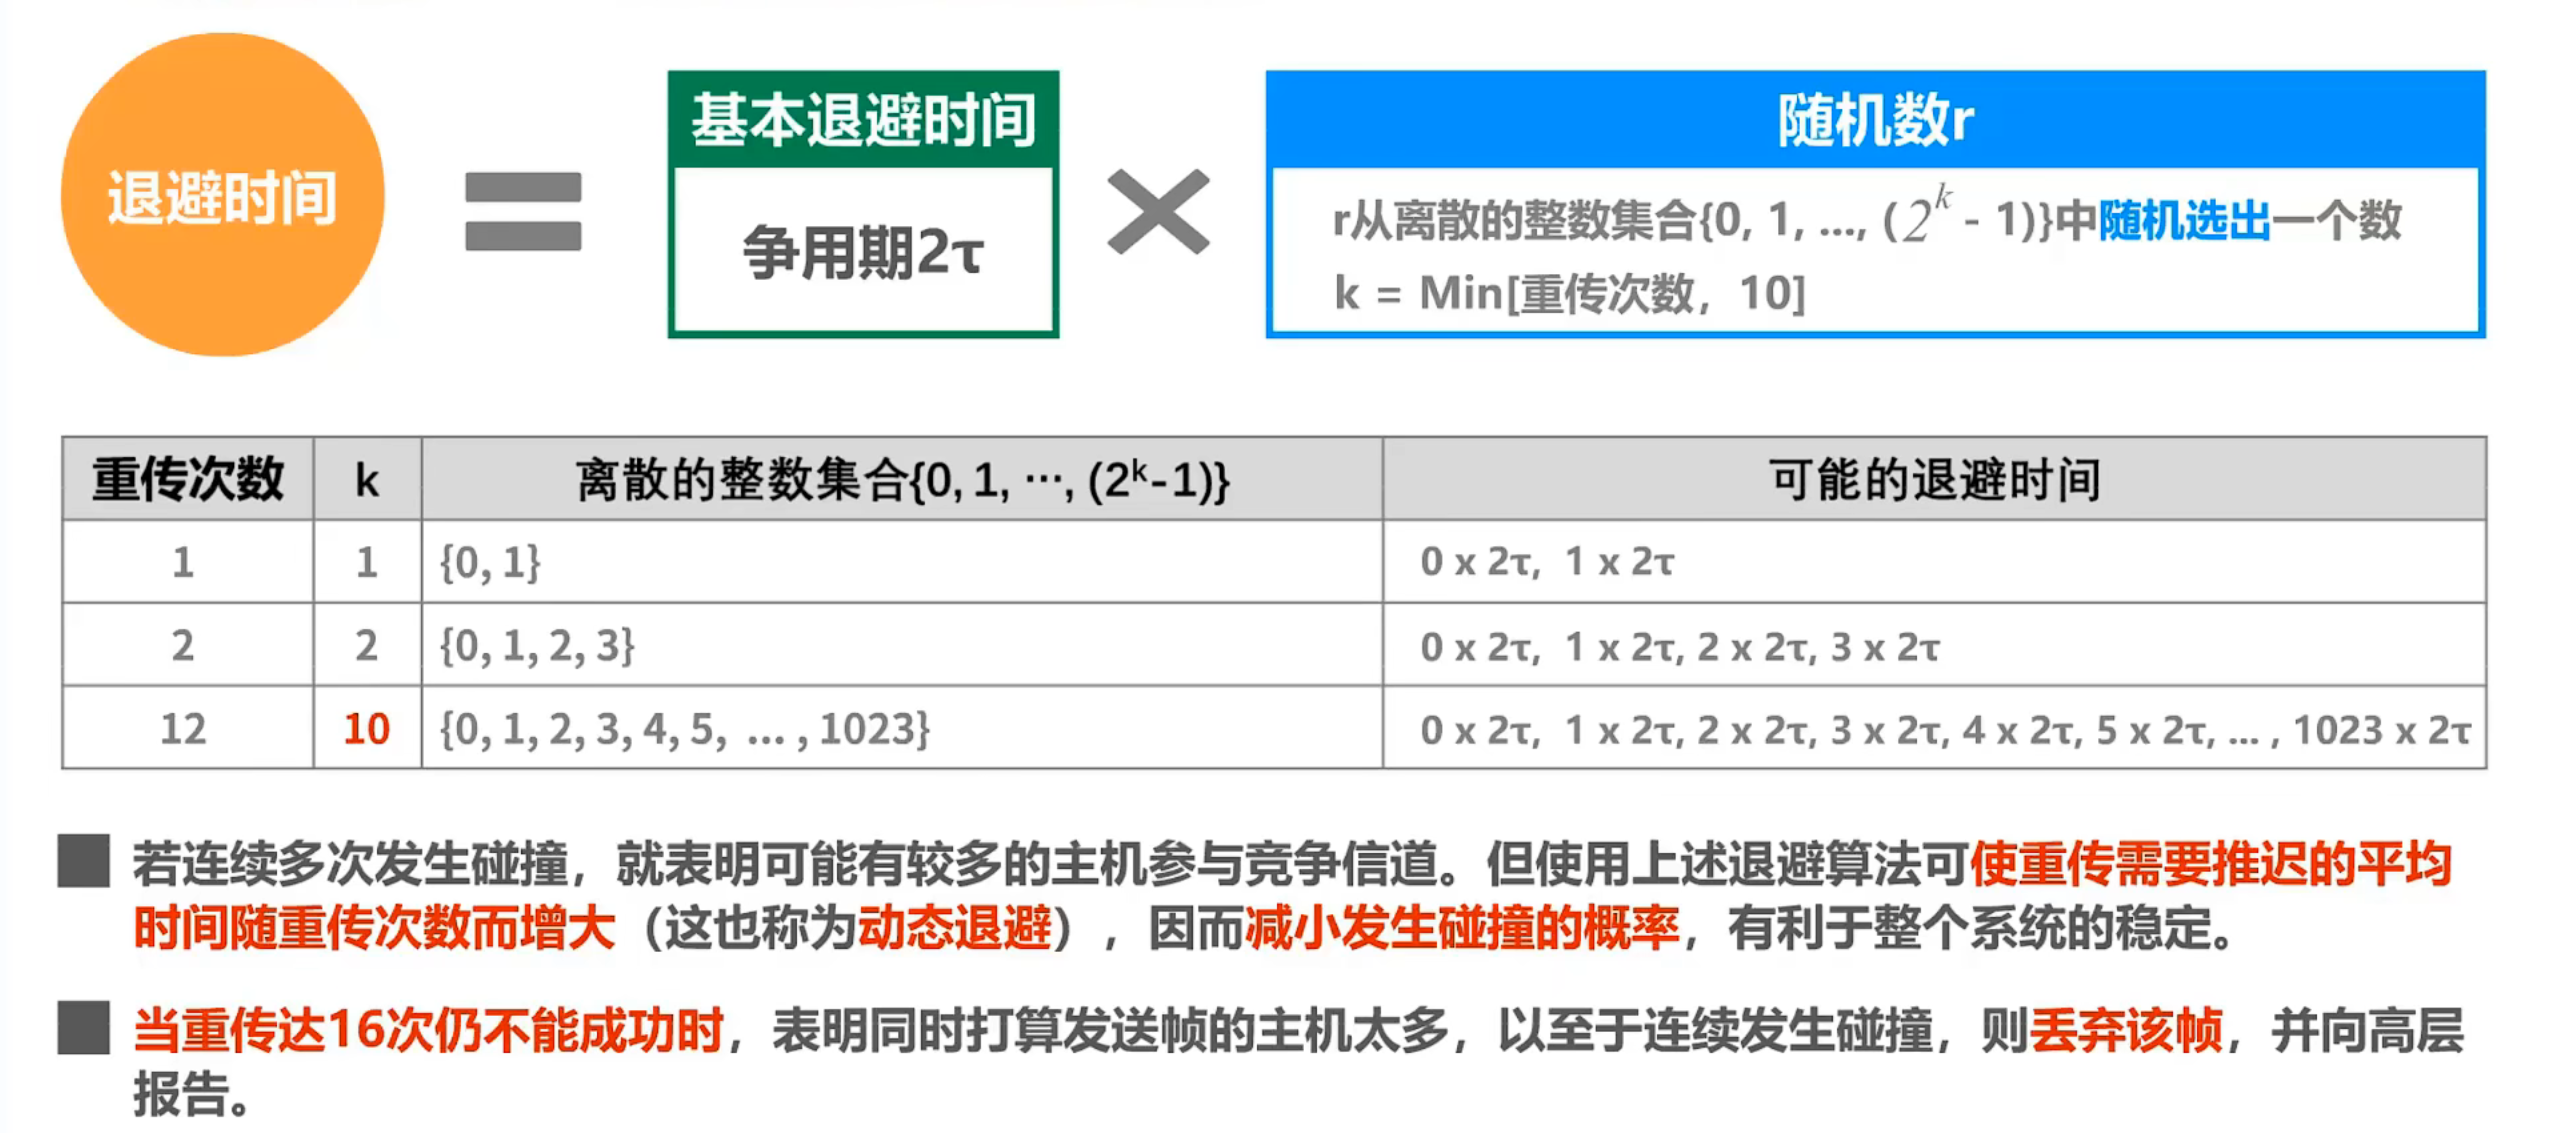 退避时间
=
基本退避时间
争用期2τ
×
随机数r
r从离散的整数集合{0, 1, ..., (2^k - 1)}中随机选出一个数
k = Min[重传次数，10]
重传次数 k 离散的整数集合{0, 1, ···, (2^k-1)} 可能的退避时间
1 1 {0, 1} 0 x 2τ, 1 x 2τ
2 2 {0, 1, 2, 3} 0 x 2τ, 1 x 2τ, 2 x 2τ, 3 x 2τ
12 10 {0, 1, 2, 3, 4, 5, ... , 1023} 0 x 2τ, 1 x 2τ, 2 x 2τ, 3 x 2τ, 4 x 2τ, 5 x 2τ, ... , 1023 x 2τ
若连续多次发生碰撞，就表明可能有较多的主机参与竞争信道。但使用上述退避算法可使重传需要推迟的平均
时间随重传次数而增大（这也称为动态退避），因而减小发生碰撞的概率，有利于整个系统的稳定。
当重传达16次仍不能成功时，表明同时打算发送帧的主机太多，以至于连续发生碰撞，则丢弃该帧，并向高层
报告。